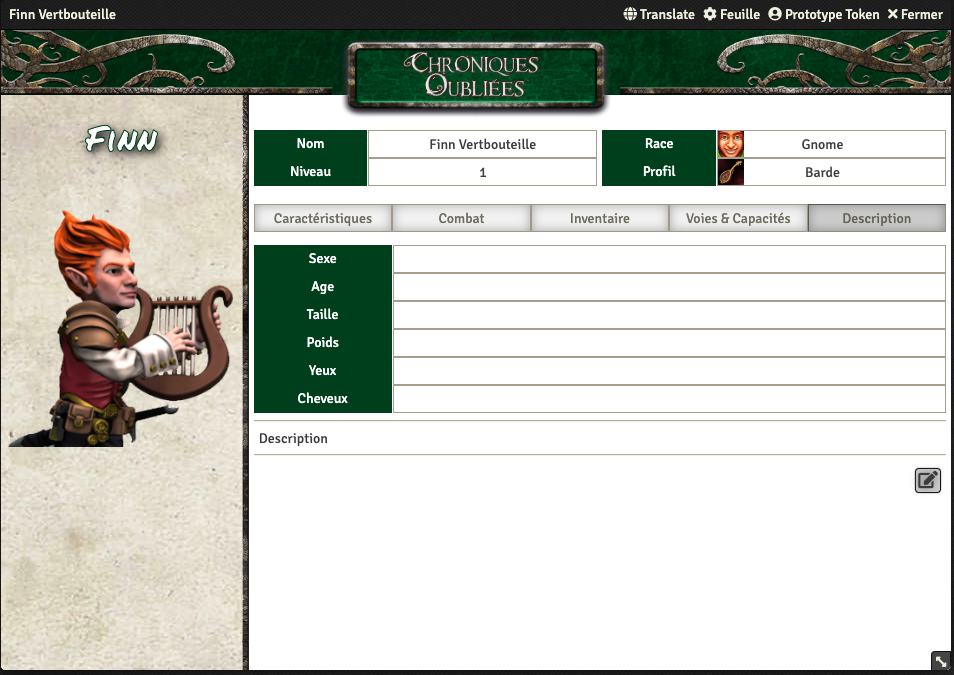 Finn Vertbouteille
Translate Feuille Prototype Token Fermer
Chroniques
Oubliées
Finn
Nom Finn Vertbouteille Race Gnome
Niveau 1 Profil Barde
Caractéristiques Combat Inventaire Voies & Capacités Description
Sexe
Age
Taille
Poids
Yeux
Cheveux
Description